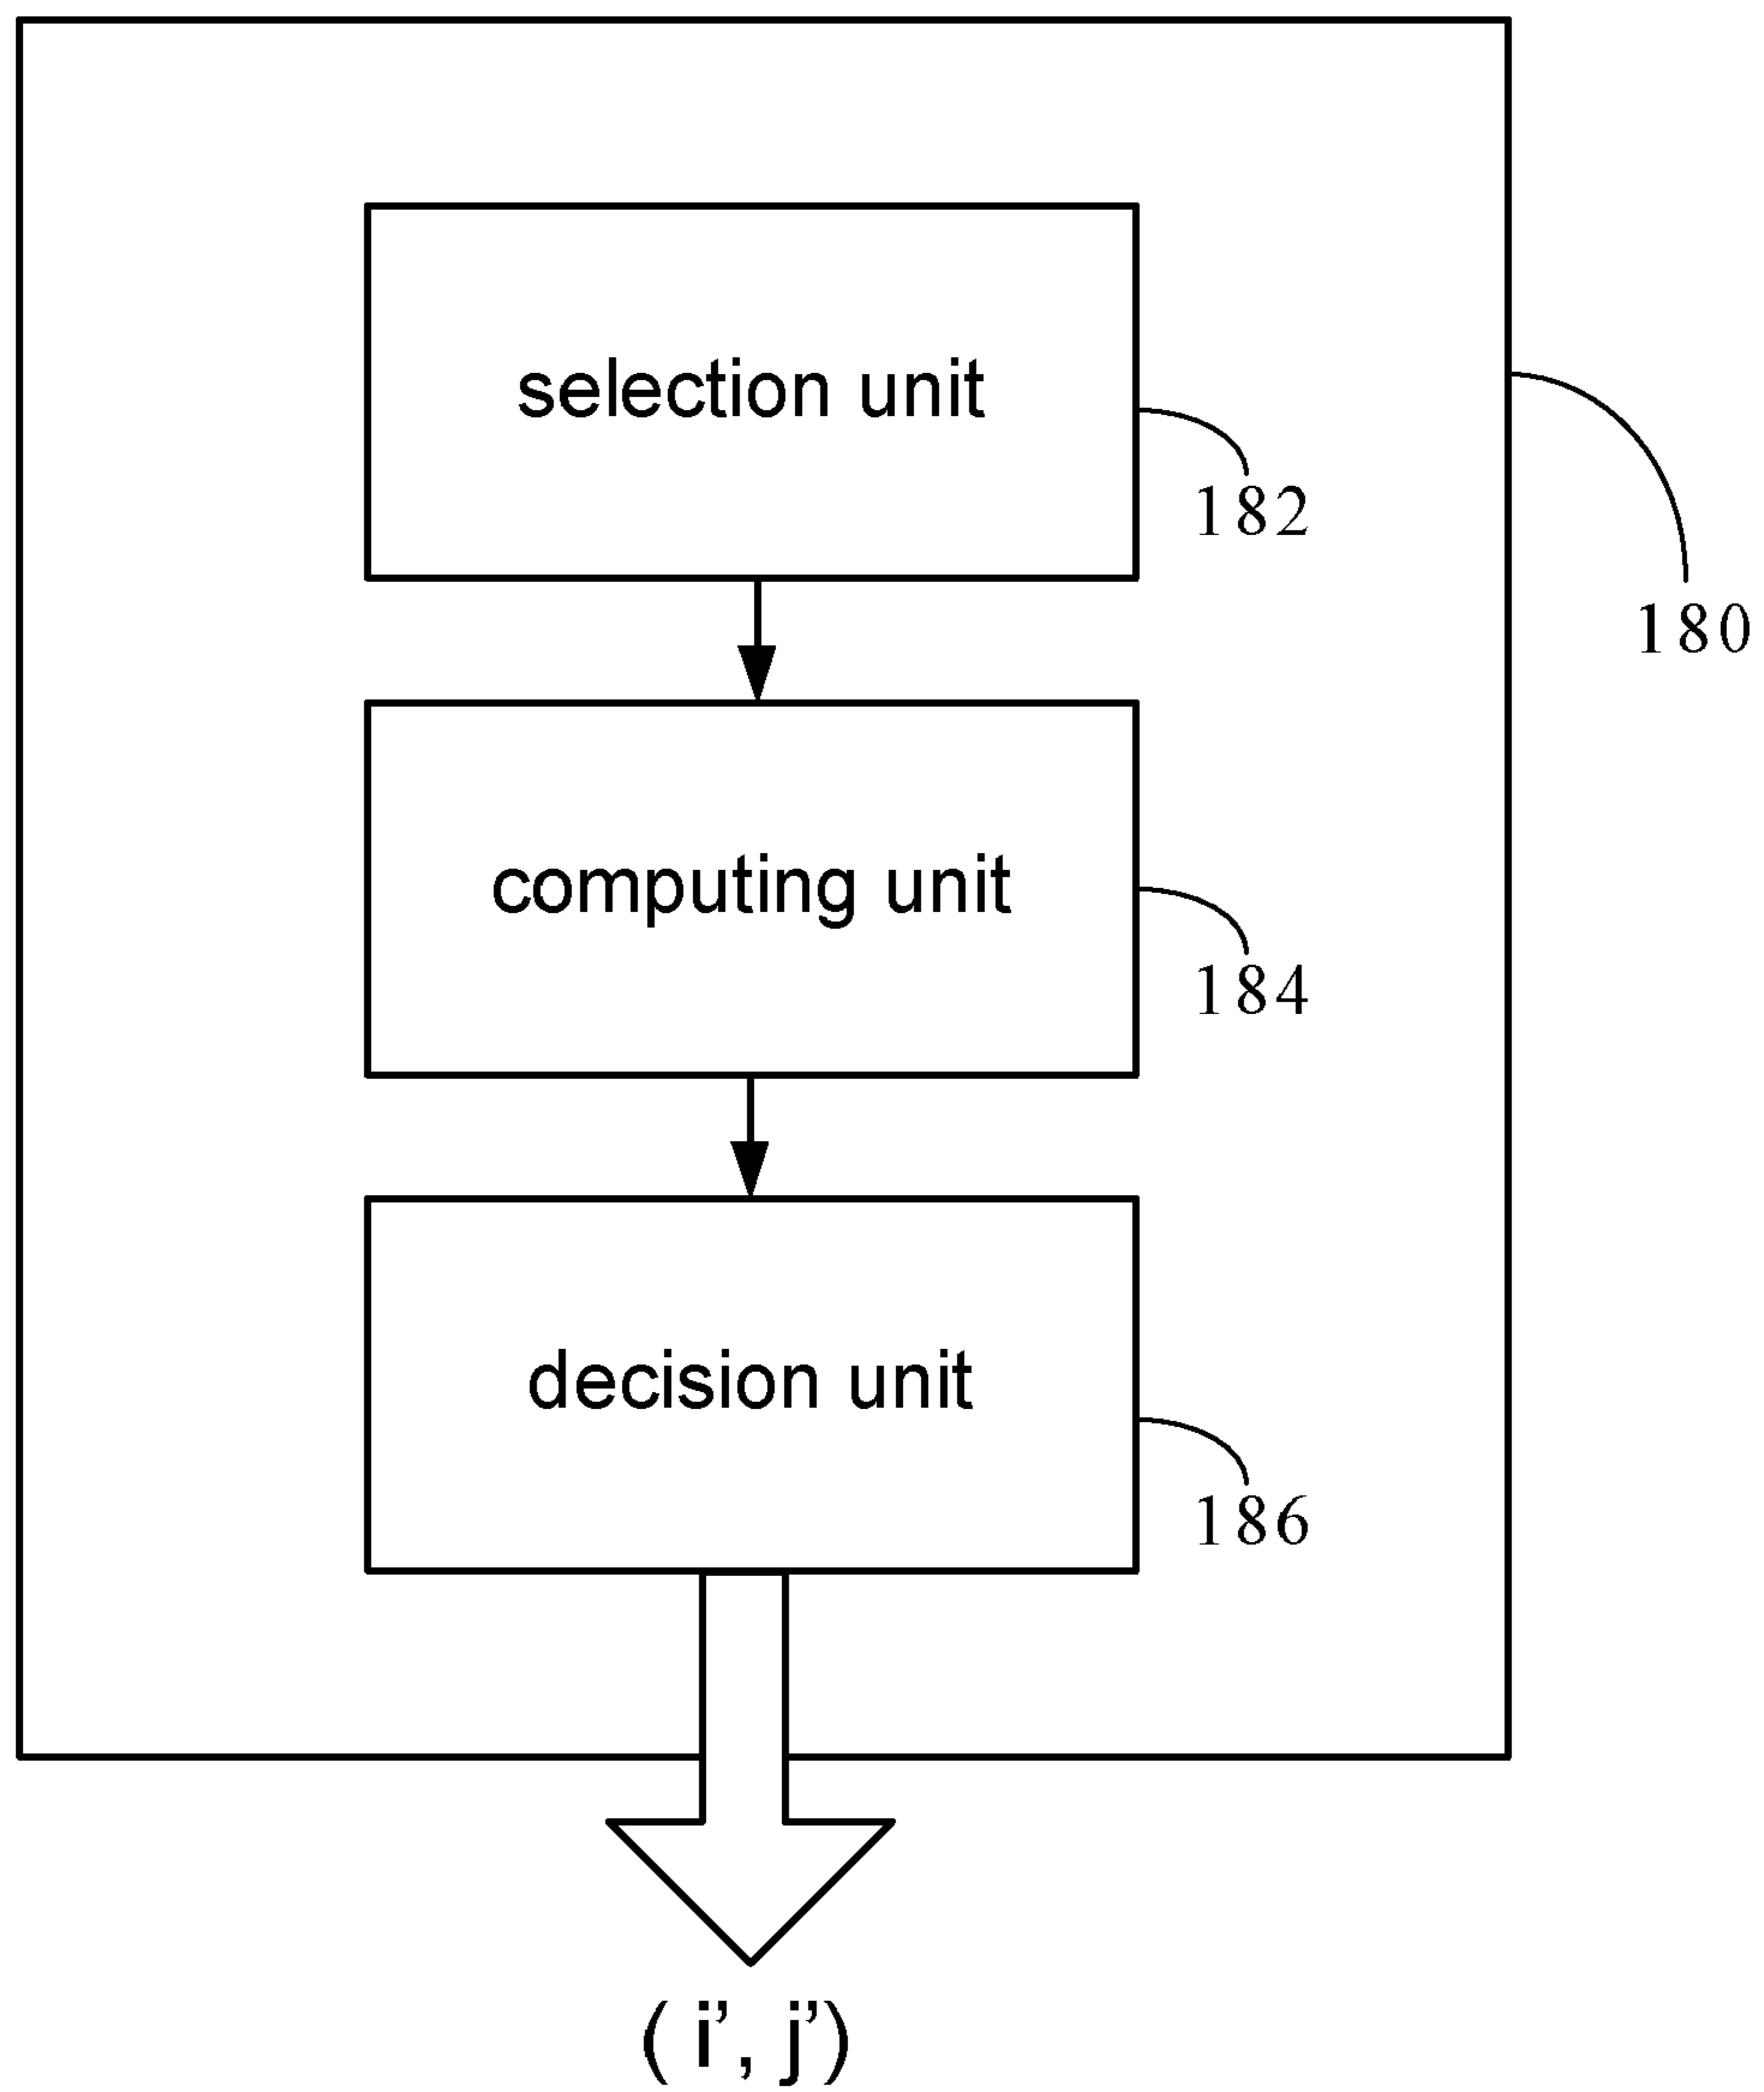 selection unit
182
180
computing unit
184
decision unit
186
( i’, j’)